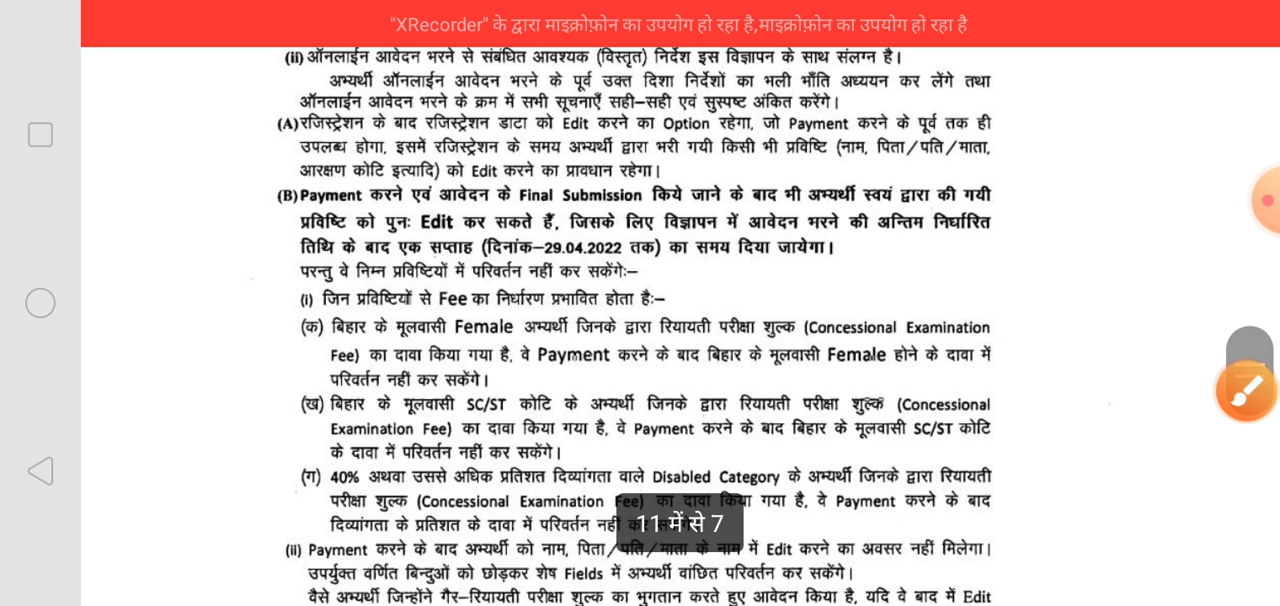 "XRecorder" के द्वारा माइक्रोफ़ोन का उपयोग हो रहा है,माइक्रोफ़ोन का उपयोग हो रहा है
(ii) ऑनलाईन आवेदन भरने से संबंधित आवश्यक (विस्तृत) निर्देश इस विज्ञापन के साथ संलग्न है।
अभ्यर्थी ऑनलाईन आवेदन भरने के पूर्व उक्त दिशा निर्देशों का भली भाँति अध्ययन कर लेंगे तथा
ऑनलाईन आवेदन भरने के क्रम में सभी सूचनाएँ सही–सही एवं सुस्पष्ट अंकित करेंगे।
(A) रजिस्ट्रेशन के बाद रजिस्ट्रेशन डाटा को Edit करने का Option रहेगा, जो Payment करने के पूर्व तक ही
उपलब्ध होगा, इसमें रजिस्ट्रेशन के समय अभ्यर्थी द्वारा भरी गयी किसी भी प्रविष्टि (नाम, पिता/पति/माता,
आरक्षण कोटि इत्यादि) को Edit करने का प्रावधान रहेगा।
(B) Payment करने एवं आवेदन के Final Submission किये जाने के बाद भी अभ्यर्थी स्वयं द्वारा की गयी
प्रविष्टि को पुनः Edit कर सकते हैं, जिसके लिए विज्ञापन में आवेदन भरने की अन्तिम निर्धारित
तिथि के बाद एक सप्ताह (दिनांक–29.04.2022 तक) का समय दिया जायेगा।
परन्तु वे निम्न प्रविष्टियों में परिवर्तन नहीं कर सकेंगेः–
(i) जिन प्रविष्टियों से Fee का निर्धारण प्रभावित होता हैः–
(क) बिहार के मूलवासी Female अभ्यर्थी जिनके द्वारा रियायती परीक्षा शुल्क (Concessional Examination
Fee) का दावा किया गया है, वे Payment करने के बाद बिहार के मूलवासी Female होने के दावा में
परिवर्तन नहीं कर सकेंगे।
(ख) बिहार के मूलवासी SC/ST कोटि के अभ्यर्थी जिनके द्वारा रियायती परीक्षा शुल्क (Concessional
Examination Fee) का दावा किया गया है, वे Payment करने के बाद बिहार के मूलवासी SC/ST कोटि
के दावा में परिवर्तन नहीं कर सकेंगे।
(ग) 40% अथवा उससे अधिक प्रतिशत दिव्यांगता वाले Disabled Category के अभ्यर्थी जिनके द्वारा रियायती
परीक्षा शुल्क (Concessional Examination Fee) का दावा किया गया है, वे Payment करने के बाद
दिव्यांगता के प्रतिशत के दावा में परिवर्तन नहीं कर
11 में से 7
(ii) Payment करने के बाद अभ्यर्थी को नाम, पिता/पति/माता के नाम में Edit करने का अवसर नहीं मिलेगा।
उपर्युक्त वर्णित बिन्दुओं को छोड़कर शेष Fields में अभ्यर्थी वांछित परिवर्तन कर सकेंगे।
वैसे अभ्यर्थी जिन्होंने गैर–रियायती परीक्षा शुल्क का भुगतान करते हुए आवेदन किया है, यदि वे बाद में Edit